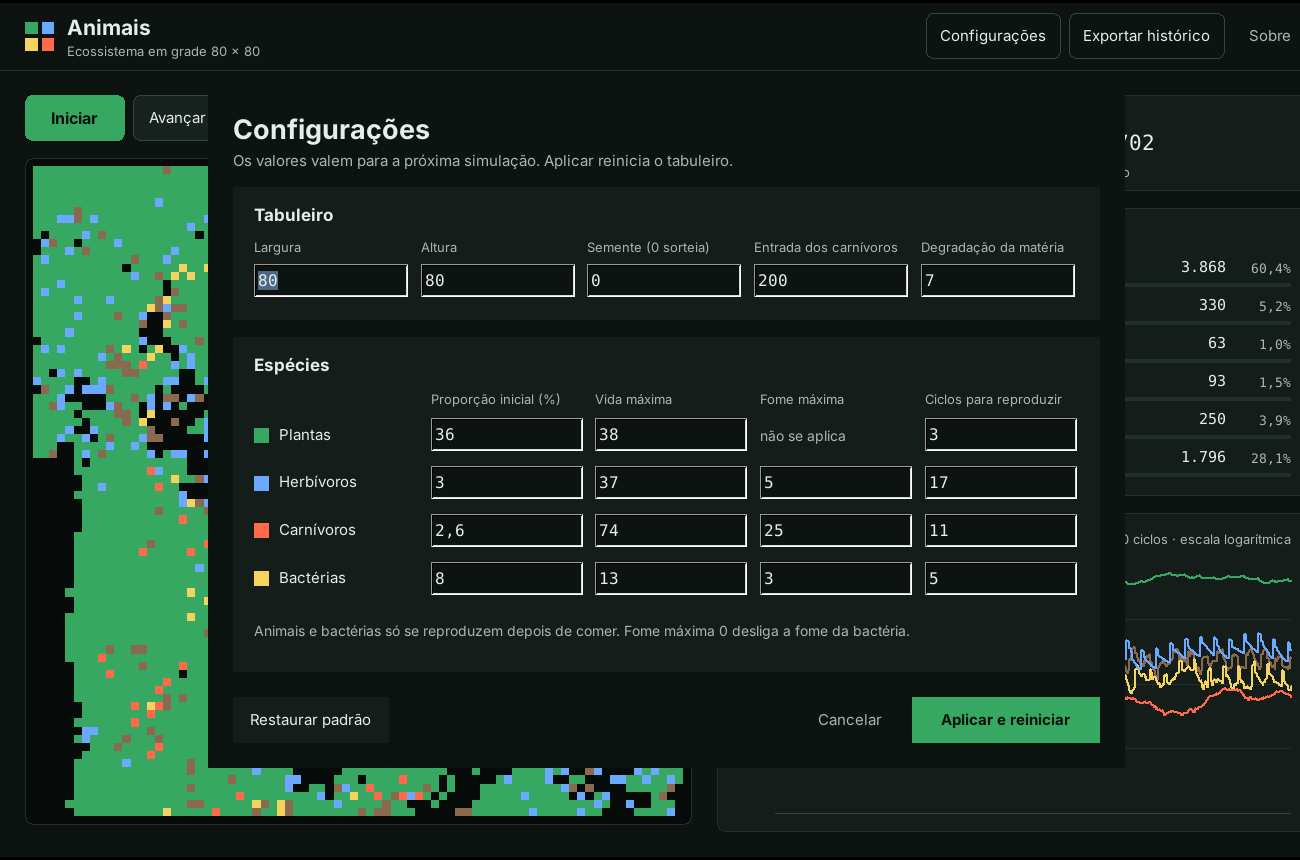 Animais
Ecossistema em grade 80 × 80
Configurações
Exportar histórico
Sobre
Iniciar
Avançar
Configurações
Os valores valem para a próxima simulação. Aplicar reinicia o tabuleiro.
Tabuleiro
Largura Altura Semente (0 sorteia) Entrada dos carnívoros Degradação da matéria
80 80 0 200 7
Espécies
Proporção inicial (%) Vida máxima Fome máxima Ciclos para reproduzir
Plantas 36 38 não se aplica 3
Herbívoros 3 37 5 17
Carnívoros 2,6 74 25 11
Bactérias 8 13 3 5
Animais e bactérias só se reproduzem depois de comer. Fome máxima 0 desliga a fome da bactéria.
Restaurar padrão
Cancelar
Aplicar e reiniciar
02
3.868 60,4%
330 5,2%
63 1,0%
93 1,5%
250 3,9%
1.796 28,1%
ciclos · escala logarítmica